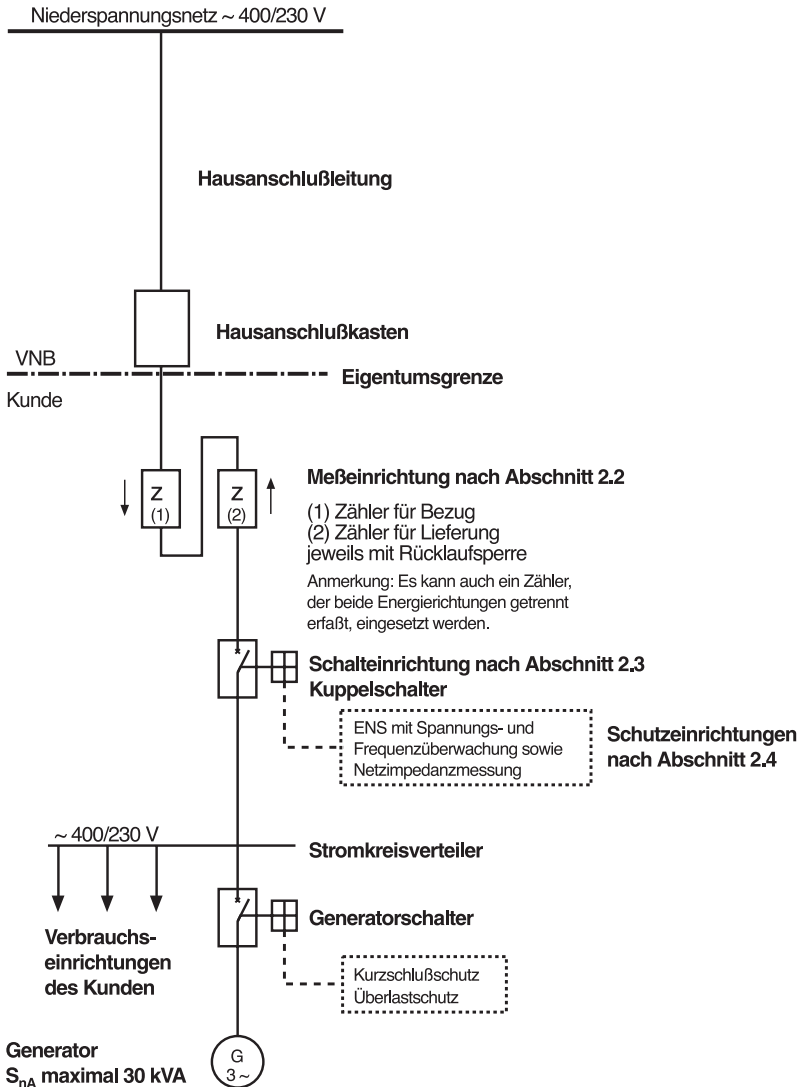 Niederspannungsnetz ~ 400/230 V
Hausanschlußleitung
Hausanschlußkasten
VNB
Eigentumsgrenze
Kunde
Z
(1)
Z
(2)
Meßeinrichtung nach Abschnitt 2.2
(1) Zähler für Bezug
(2) Zähler für Lieferung
jeweils mit Rücklaufsperre
Anmerkung: Es kann auch ein Zähler,
der beide Energierichtungen getrennt
erfaßt, eingesetzt werden.
Schalteinrichtung nach Abschnitt 2.3
Kuppelschalter
ENS mit Spannungs- und
Frequenzüberwachung sowie
Netzimpedanzmessung
Schutzeinrichtungen
nach Abschnitt 2.4
~ 400/230 V
Stromkreisverteiler
Generatorschalter
Verbrauchs-
einrichtungen
des Kunden
Kurzschlußschutz
Überlastschutz
Generator
SnA maximal 30 kVA
G
3 ~